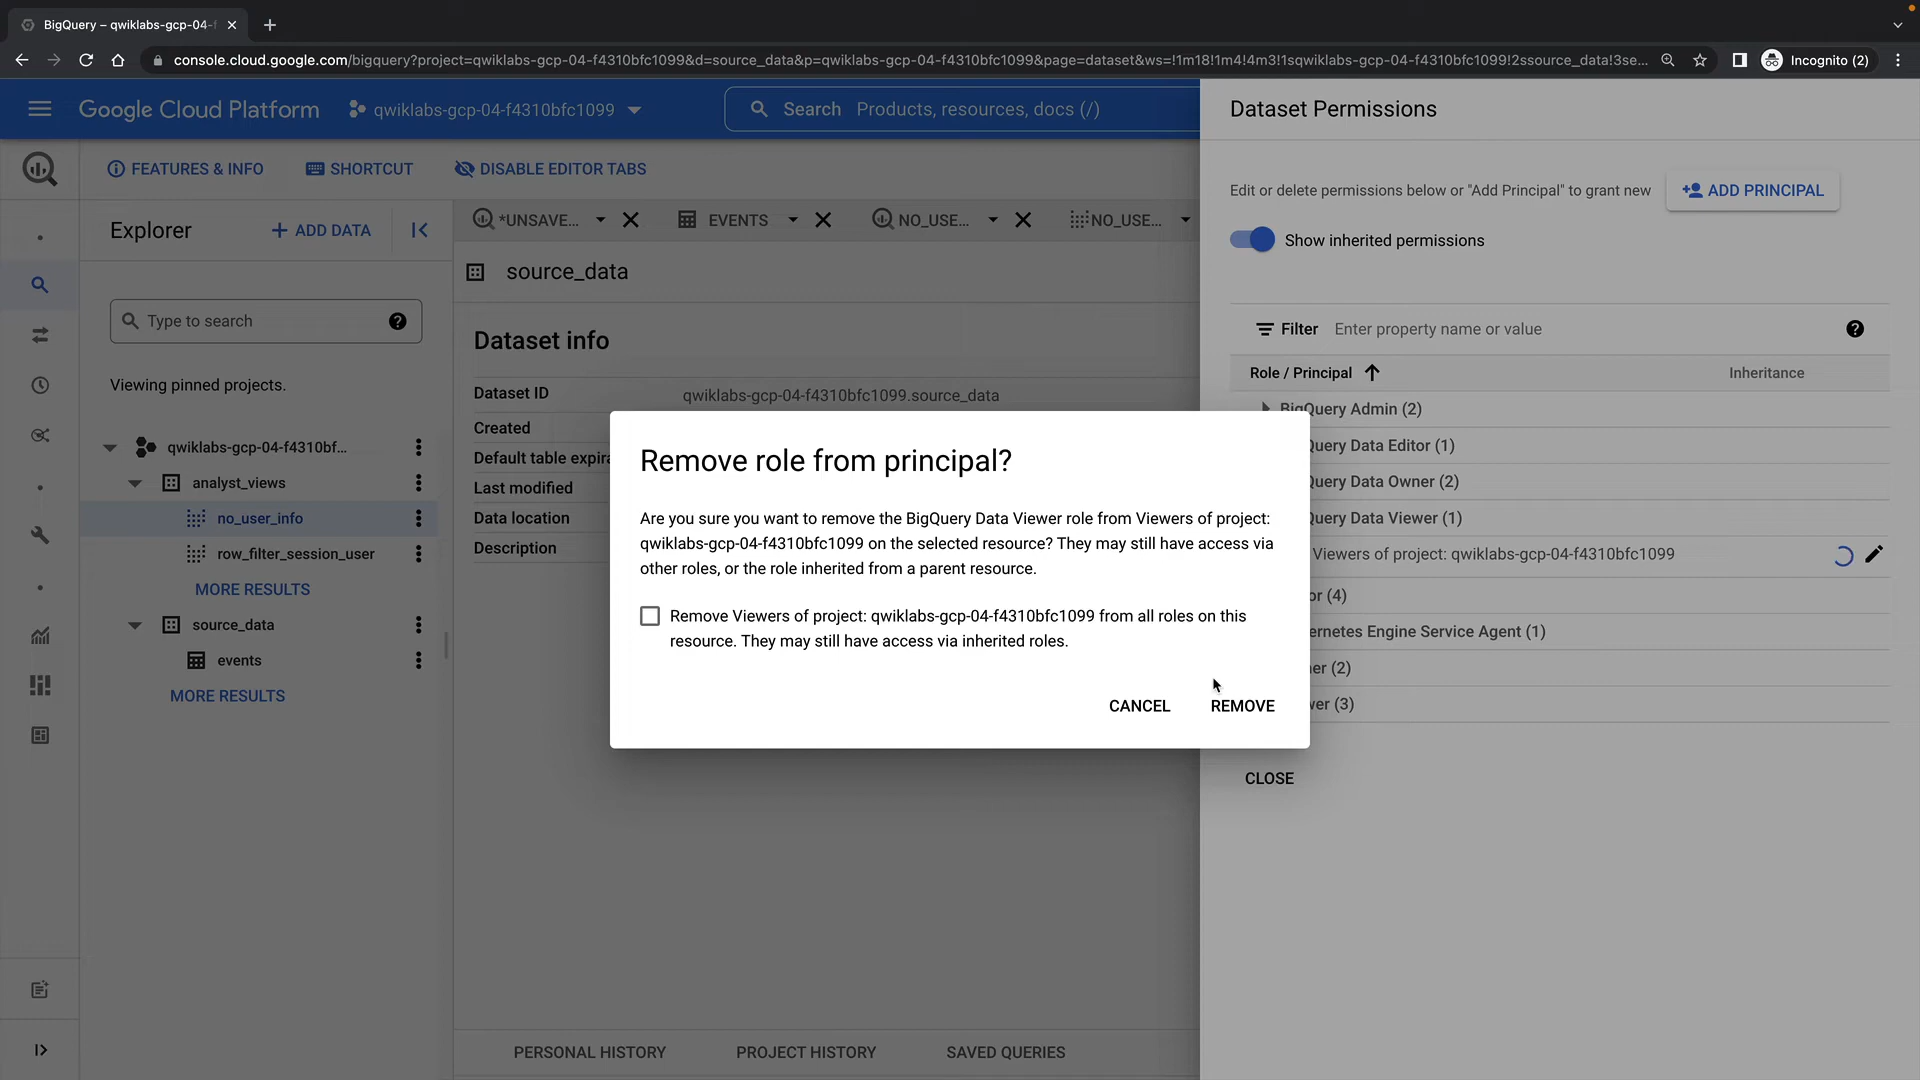 BigQuery – qwiklabs-gcp-04-f
console.cloud.google.com/bigquery?project=qwiklabs-gcp-04-f4310bfc1099&d=source_data&p=qwiklabs-gcp-04-f4310bfc1099&page=dataset&ws=!1m18!1m4!4m3!1sqwiklabs-gcp-04-f4310bfc1099!2ssource_data!3se...
Incognito (2)
Google Cloud Platform
qwiklabs-gcp-04-f4310bfc1099
Search Products, resources, docs (/)
FEATURES & INFO
SHORTCUT
DISABLE EDITOR TABS
Explorer
+ ADD DATA
*UNSAVE...
EVENTS
NO_USE...
NO_USE...
source_data
Type to search
Viewing pinned projects.
qwiklabs-gcp-04-f4310bf...
analyst_views
no_user_info
row_filter_session_user
MORE RESULTS
source_data
events
MORE RESULTS
Dataset info
Dataset ID qwiklabs-gcp-04-f4310bfc1099.source_data
Created
Default table expira
Last modified
Data location
Description
Remove role from principal?
Are you sure you want to remove the BigQuery Data Viewer role from Viewers of project:
qwiklabs-gcp-04-f4310bfc1099 on the selected resource? They may still have access via
other roles, or the role inherited from a parent resource.
Remove Viewers of project: qwiklabs-gcp-04-f4310bfc1099 from all roles on this
resource. They may still have access via inherited roles.
CANCEL REMOVE
Dataset Permissions
Edit or delete permissions below or "Add Principal" to grant new
ADD PRINCIPAL
Show inherited permissions
Filter Enter property name or value
Role / Principal Inheritance
BigQuery Admin (2)
Query Data Editor (1)
Query Data Owner (2)
Query Data Viewer (1)
Viewers of project: qwiklabs-gcp-04-f4310bfc1099
or (4)
ernetes Engine Service Agent (1)
ner (2)
wer (3)
CLOSE
PERSONAL HISTORY
PROJECT HISTORY
SAVED QUERIES